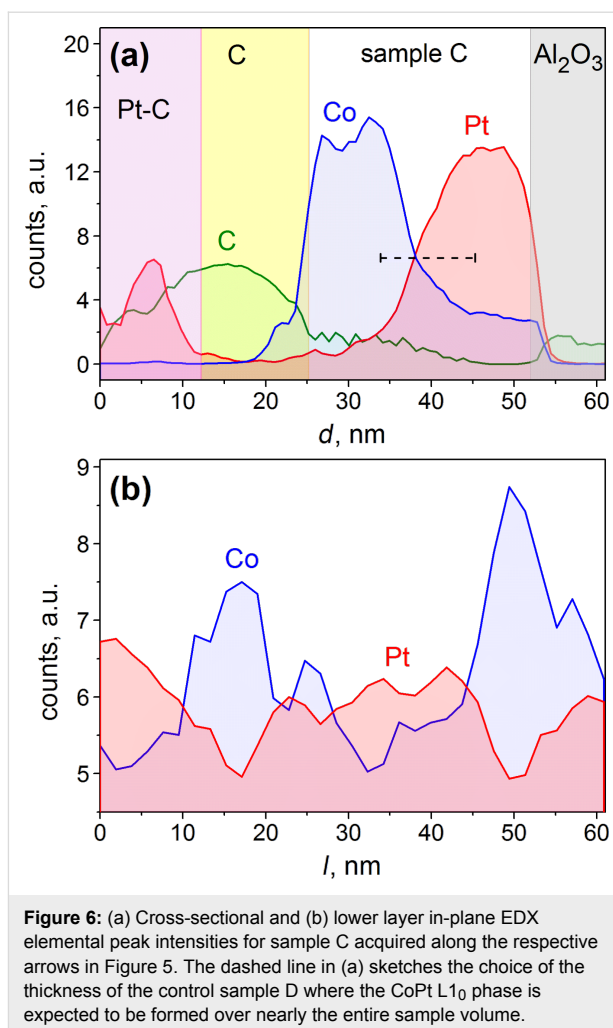 (a)
C
sample C
Al₂O₃
Pt-C
Co
Pt
C
counts, a.u.
20
16
12
8
4
0
0 10 20 30 40 50 60
d, nm
(b)
Co
Pt
counts, a.u.
9
8
7
6
5
0 10 20 30 40 50 60
l, nm
Figure 6: (a) Cross-sectional and (b) lower layer in-plane EDX
elemental peak intensities for sample C acquired along the respective
arrows in Figure 5. The dashed line in (a) sketches the choice of the
thickness of the control sample D where the CoPt L1₀ phase is
expected to be formed over nearly the entire sample volume.